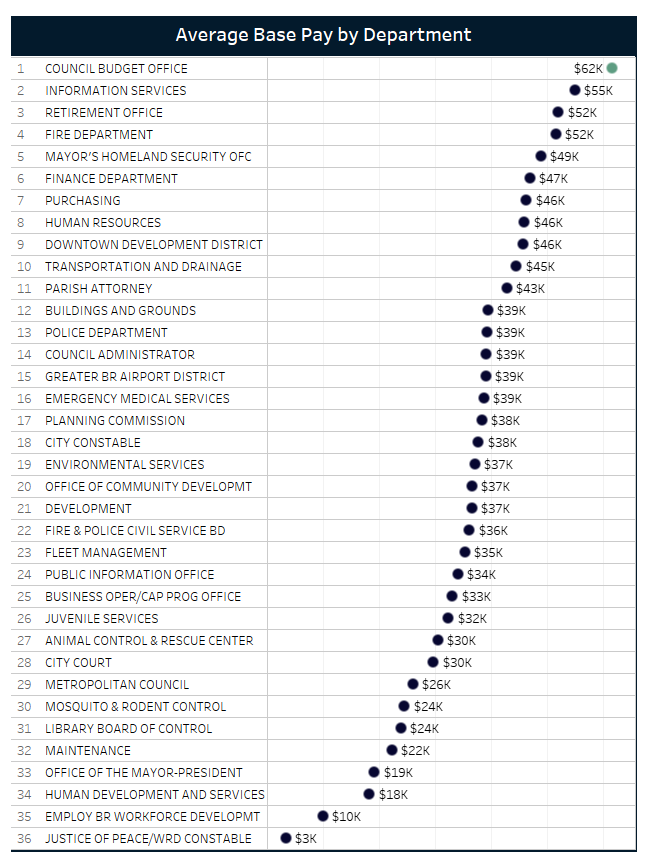 Average Base Pay by Department
1 COUNCIL BUDGET OFFICE $62K
2 INFORMATION SERVICES $55K
3 RETIREMENT OFFICE $52K
4 FIRE DEPARTMENT $52K
5 MAYOR'S HOMELAND SECURITY OFC $49K
6 FINANCE DEPARTMENT $47K
7 PURCHASING $46K
8 HUMAN RESOURCES $46K
9 DOWNTOWN DEVELOPMENT DISTRICT $46K
10 TRANSPORTATION AND DRAINAGE $45K
11 PARISH ATTORNEY $43K
12 BUILDINGS AND GROUNDS $39K
13 POLICE DEPARTMENT $39K
14 COUNCIL ADMINISTRATOR $39K
15 GREATER BR AIRPORT DISTRICT $39K
16 EMERGENCY MEDICAL SERVICES $39K
17 PLANNING COMMISSION $38K
18 CITY CONSTABLE $38K
19 ENVIRONMENTAL SERVICES $37K
20 OFFICE OF COMMUNITY DEVELOPMT $37K
21 DEVELOPMENT $37K
22 FIRE & POLICE CIVIL SERVICE BD $36K
23 FLEET MANAGEMENT $35K
24 PUBLIC INFORMATION OFFICE $34K
25 BUSINESS OPER/CAP PROG OFFICE $33K
26 JUVENILE SERVICES $32K
27 ANIMAL CONTROL & RESCUE CENTER $30K
28 CITY COURT $30K
29 METROPOLITAN COUNCIL $26K
30 MOSQUITO & RODENT CONTROL $24K
31 LIBRARY BOARD OF CONTROL $24K
32 MAINTENANCE $22K
33 OFFICE OF THE MAYOR-PRESIDENT $19K
34 HUMAN DEVELOPMENT AND SERVICES $18K
35 EMPLOY BR WORKFORCE DEVELOPMT $10K
36 JUSTICE OF PEACE/WRD CONSTABLE $3K